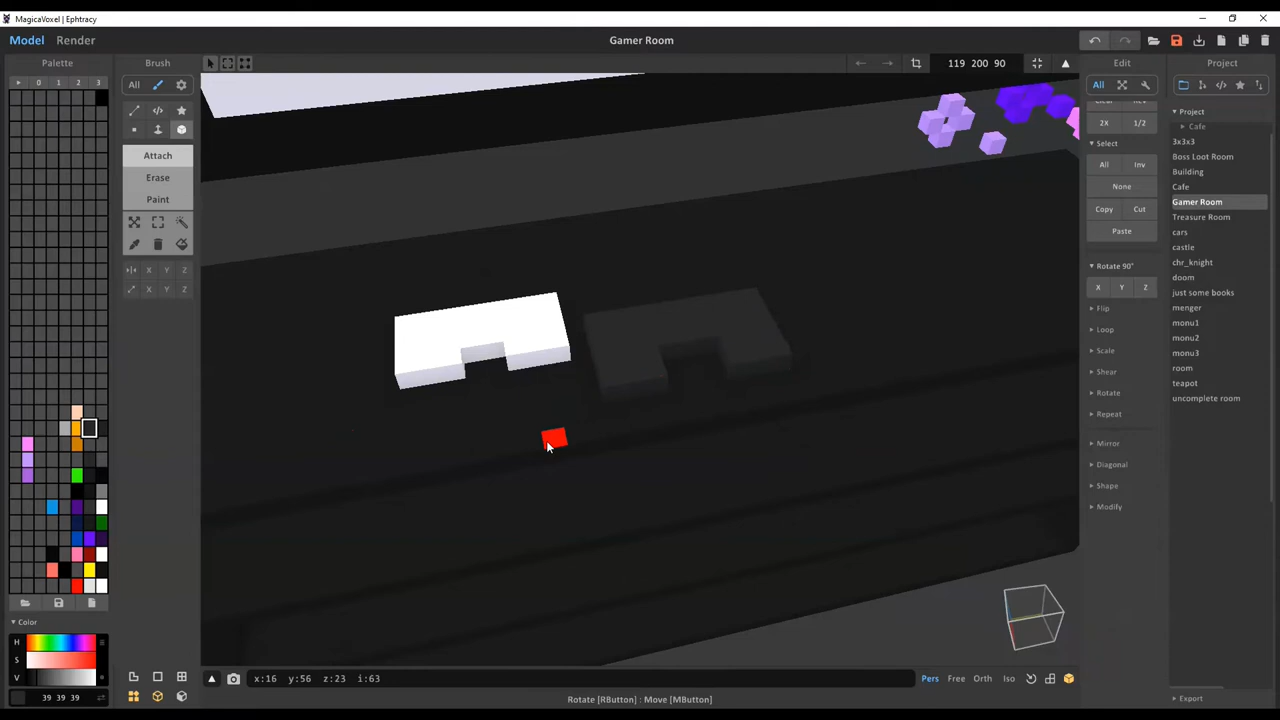 MagicaVoxel | Ephtracy
Model Render
Gamer Room
Palette
Brush
119 200 90
Edit
Project
0 1 2 3
All
All
Project
Cafe
2X 1/2
3x3x3
Select
Attach
Boss Loot Room
All Inv
Building
Erase
None
Cafe
Paint
Copy Cut
Gamer Room
Treasure Room
Paste
cars
castle
Rotate 90°
chr_knight
X Y Z
X Y Z
doom
X Y Z
just some books
Flip
menger
Loop
monu1
Scale
monu2
Shear
monu3
Rotate
room
Repeat
teapot
uncomplete room
Mirror
Diagonal
Shape
Modify
Color
H
S
V
39 39 39
x:16 y:56 z:23 i:63
Pers Free Orth Iso
Rotate [RButton] : Move [MButton]
Export